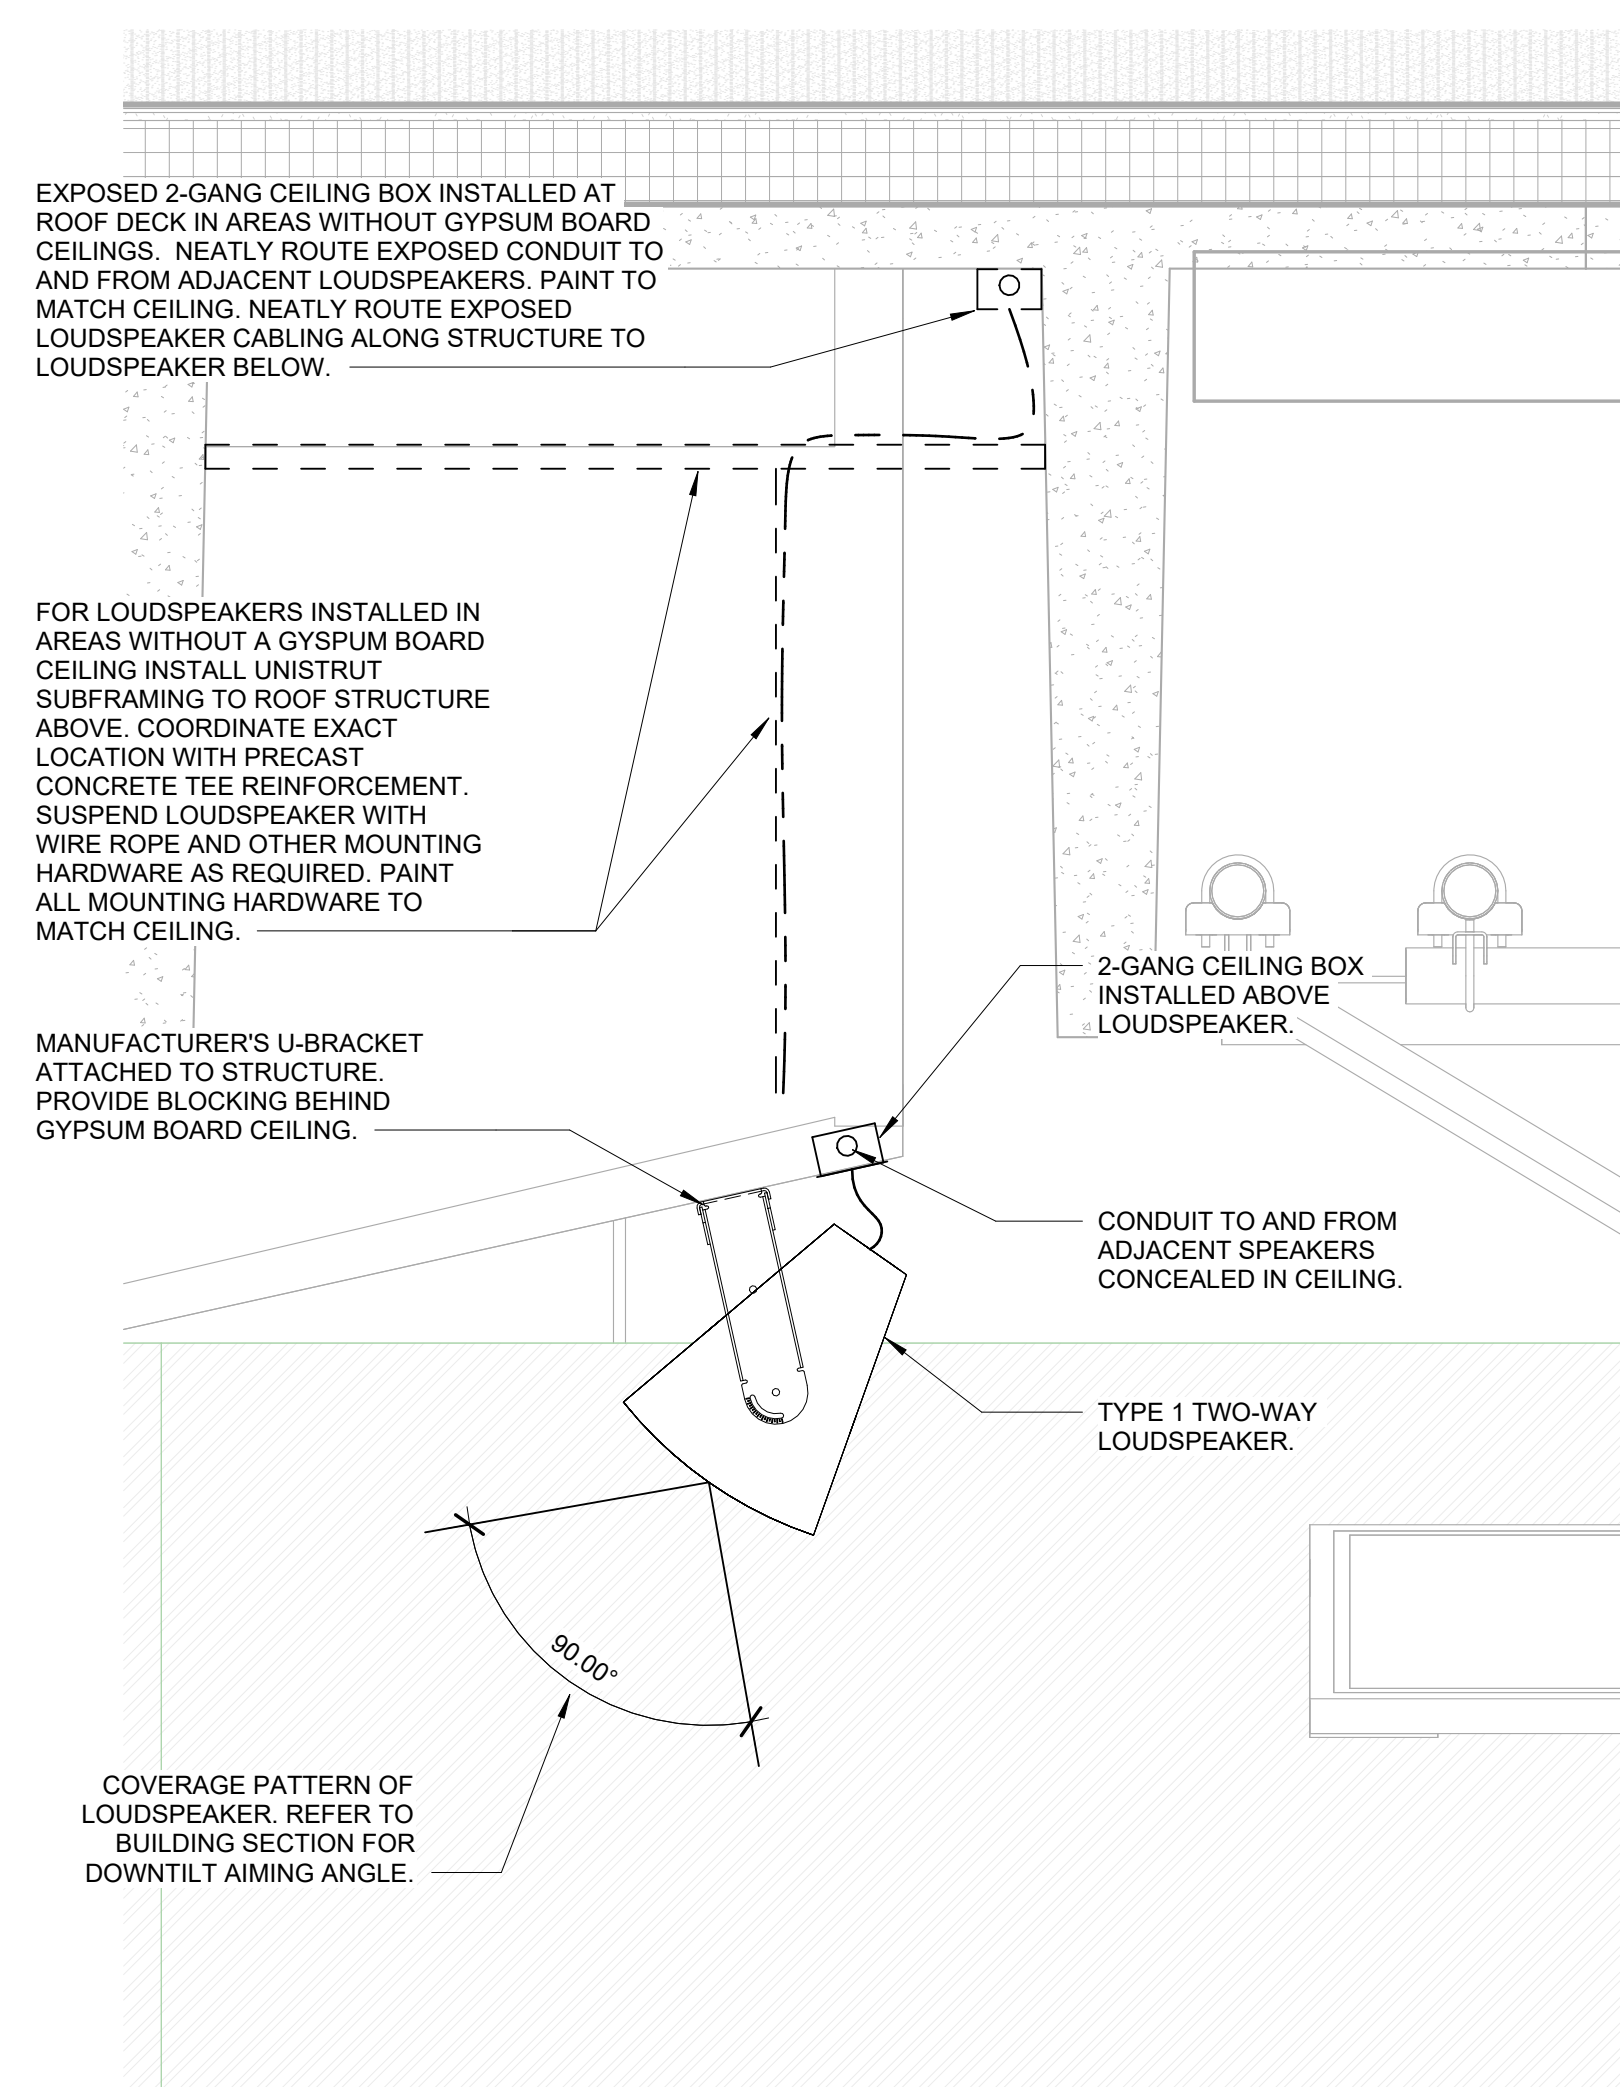 EXPOSED 2-GANG CEILING BOX INSTALLED AT
ROOF DECK IN AREAS WITHOUT GYPSUM BOARD
CEILINGS.  NEATLY ROUTE EXPOSED CONDUIT TO
AND FROM ADJACENT LOUDSPEAKERS. PAINT TO
MATCH CEILING. NEATLY ROUTE EXPOSED
LOUDSPEAKER CABLING ALONG STRUCTURE TO
LOUDSPEAKER BELOW.
FOR LOUDSPEAKERS INSTALLED IN
AREAS WITHOUT A GYSPUM BOARD
CEILING INSTALL UNISTRUT
SUBFRAMING TO ROOF STRUCTURE
ABOVE. COORDINATE EXACT
LOCATION WITH PRECAST
CONCRETE TEE REINFORCEMENT.
SUSPEND LOUDSPEAKER WITH
WIRE ROPE AND OTHER MOUNTING
HARDWARE AS REQUIRED. PAINT
ALL MOUNTING HARDWARE TO
MATCH CEILING.
2-GANG CEILING BOX
INSTALLED ABOVE
LOUDSPEAKER.
MANUFACTURER'S U-BRACKET
ATTACHED TO STRUCTURE.
PROVIDE BLOCKING BEHIND
GYPSUM BOARD CEILING.
CONDUIT TO AND FROM
ADJACENT SPEAKERS
CONCEALED IN CEILING.
TYPE 1 TWO-WAY
LOUDSPEAKER.
90.00°
COVERAGE PATTERN OF
LOUDSPEAKER. REFER TO
BUILDING SECTION FOR
DOWNTILT AIMING ANGLE.